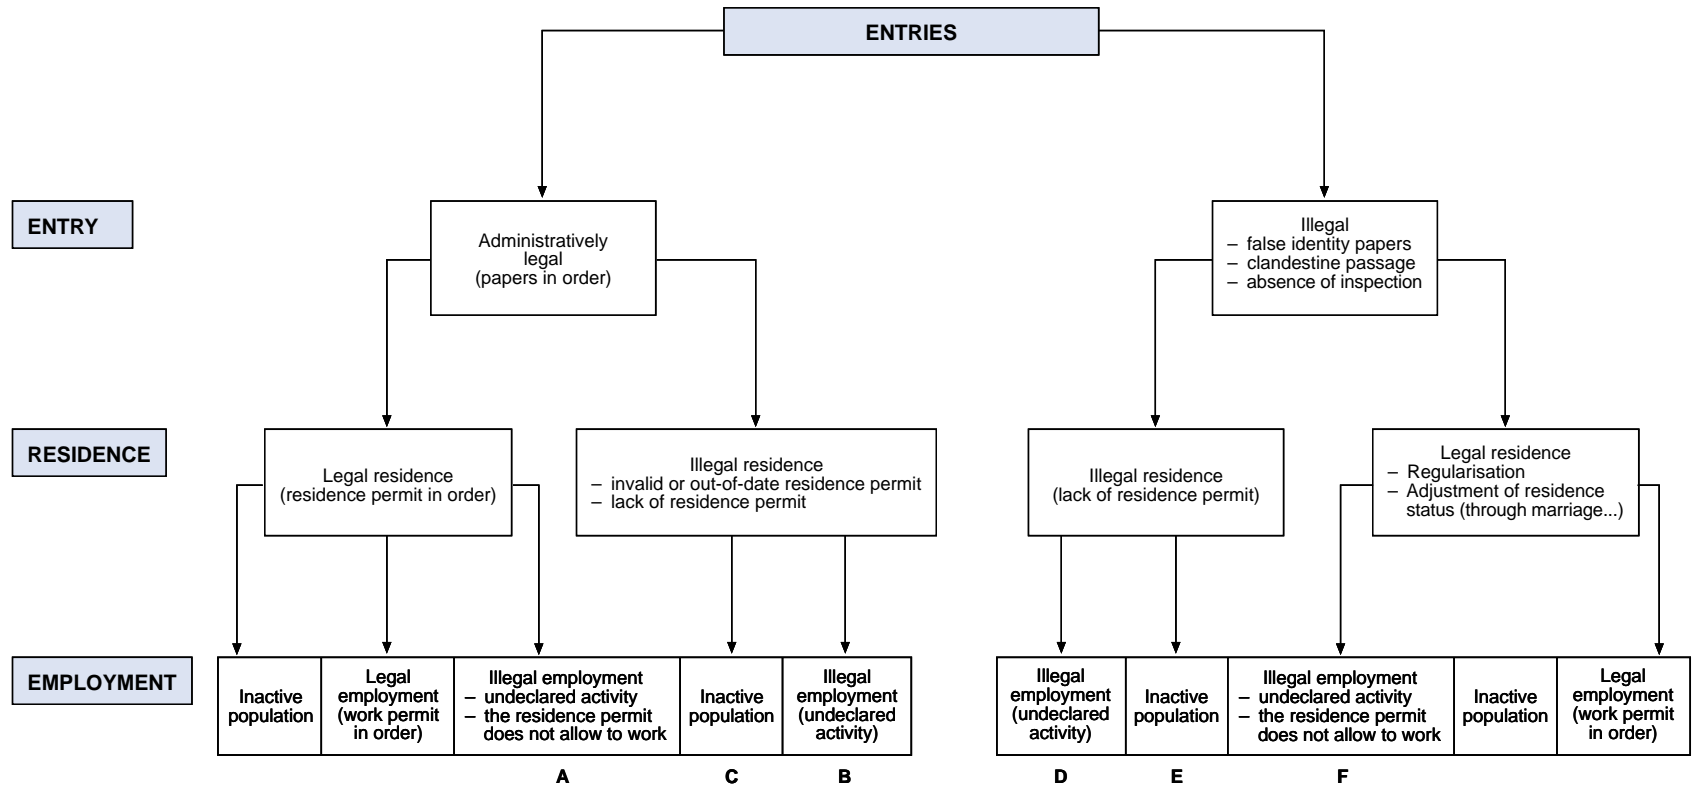 ENTRIES
ENTRY
Administratively
legal
(papers in order)
Illegal
– false identity papers
– clandestine passage
– absence of inspection
RESIDENCE
Legal residence
(residence permit in order)
Illegal residence
– invalid or out-of-date residence permit
– lack of residence permit
Illegal residence
(lack of residence permit)
Legal residence
– Regularisation
– Adjustment of residence
status (through marriage...)
EMPLOYMENT
Inactive
population
Legal
employment
(work permit
in order)
Illegal employment
– undeclared activity
– the residence permit
does not allow to work
Inactive
population
Illegal
employment
(undeclared
activity)
Illegal
employment
(undeclared
activity)
Inactive
population
Illegal employment
– undeclared activity
– the residence permit
does not allow to work
Inactive
population
Legal
employment
(work permit
in order)
A
C
B
D
E
F